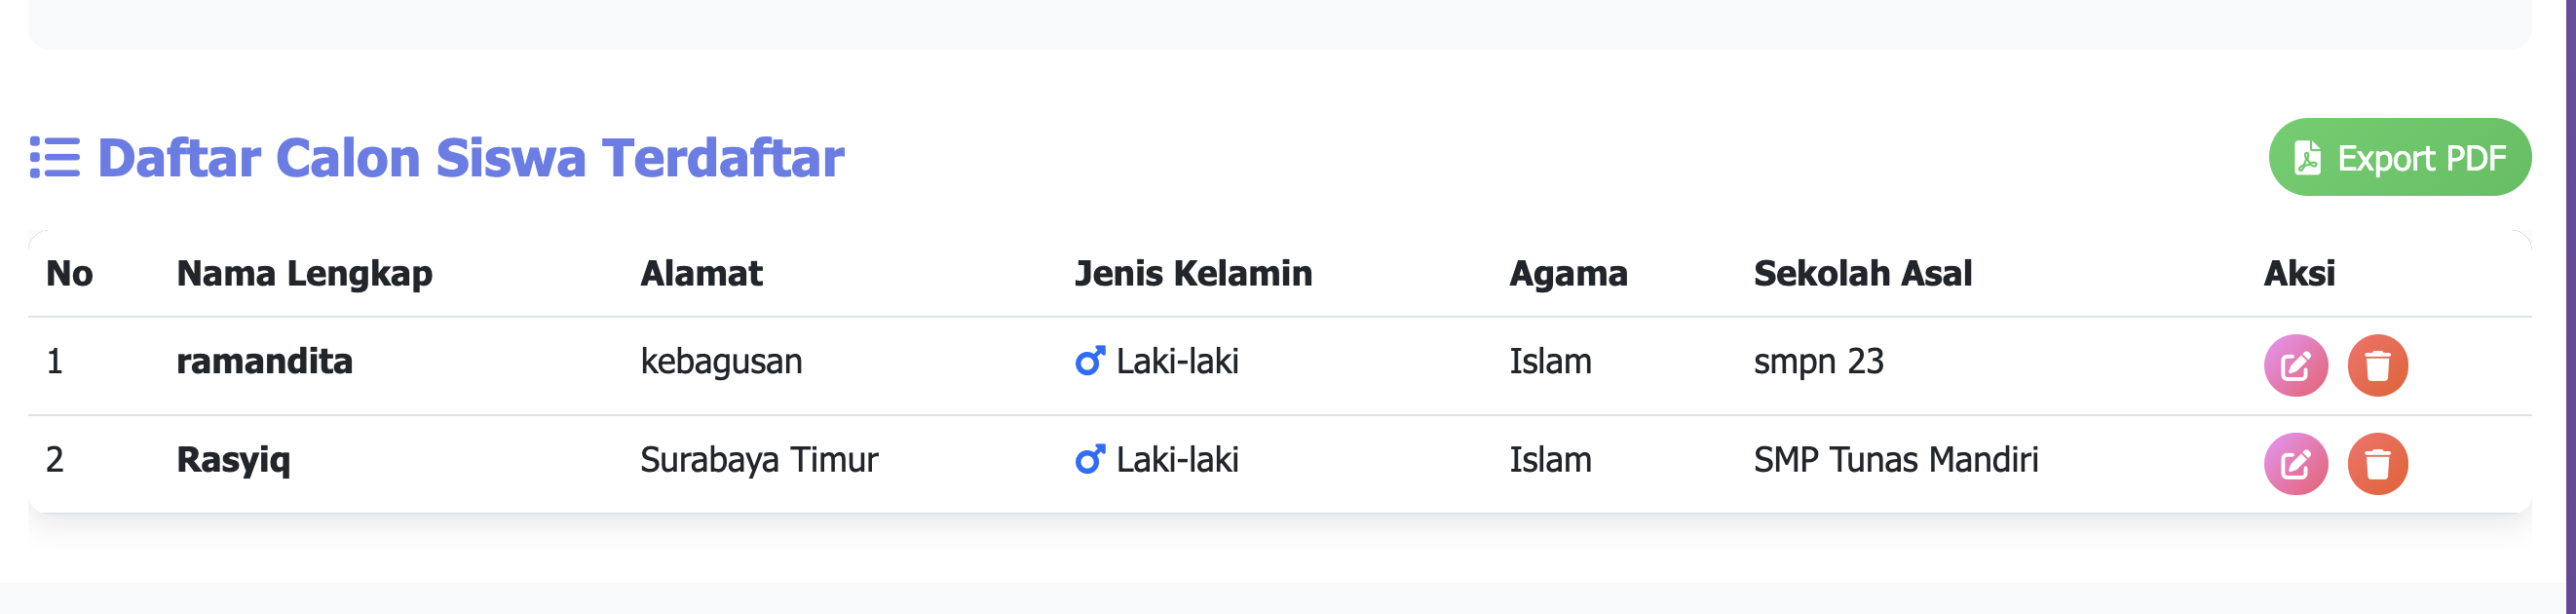 Daftar Calon Siswa Terdaftar
Export PDF
No Nama Lengkap Alamat Jenis Kelamin Agama Sekolah Asal Aksi
1 ramandita kebagusan Laki-laki Islam smpn 23
2 Rasyiq Surabaya Timur Laki-laki Islam SMP Tunas Mandiri